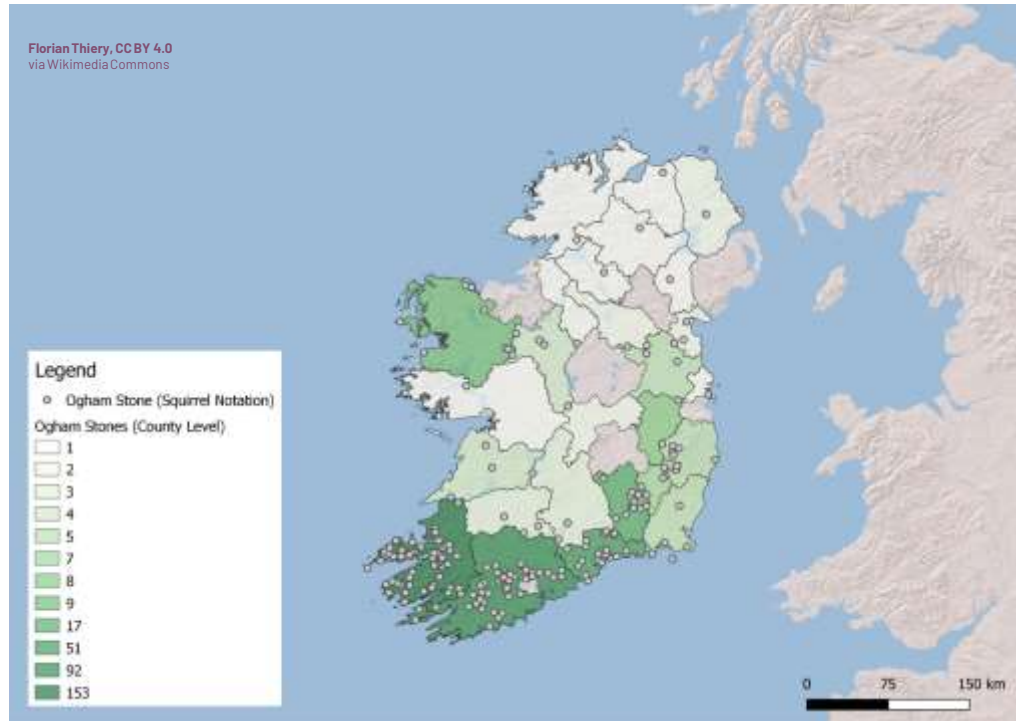 Florian Thiery, CC BY 4.0
via Wikimedia Commons
Legend
Ogham Stone (Squirrel Notation)
Ogham Stones (County Level)
1
2
3
4
5
7
8
9
17
51
92
153
0 75 150 km